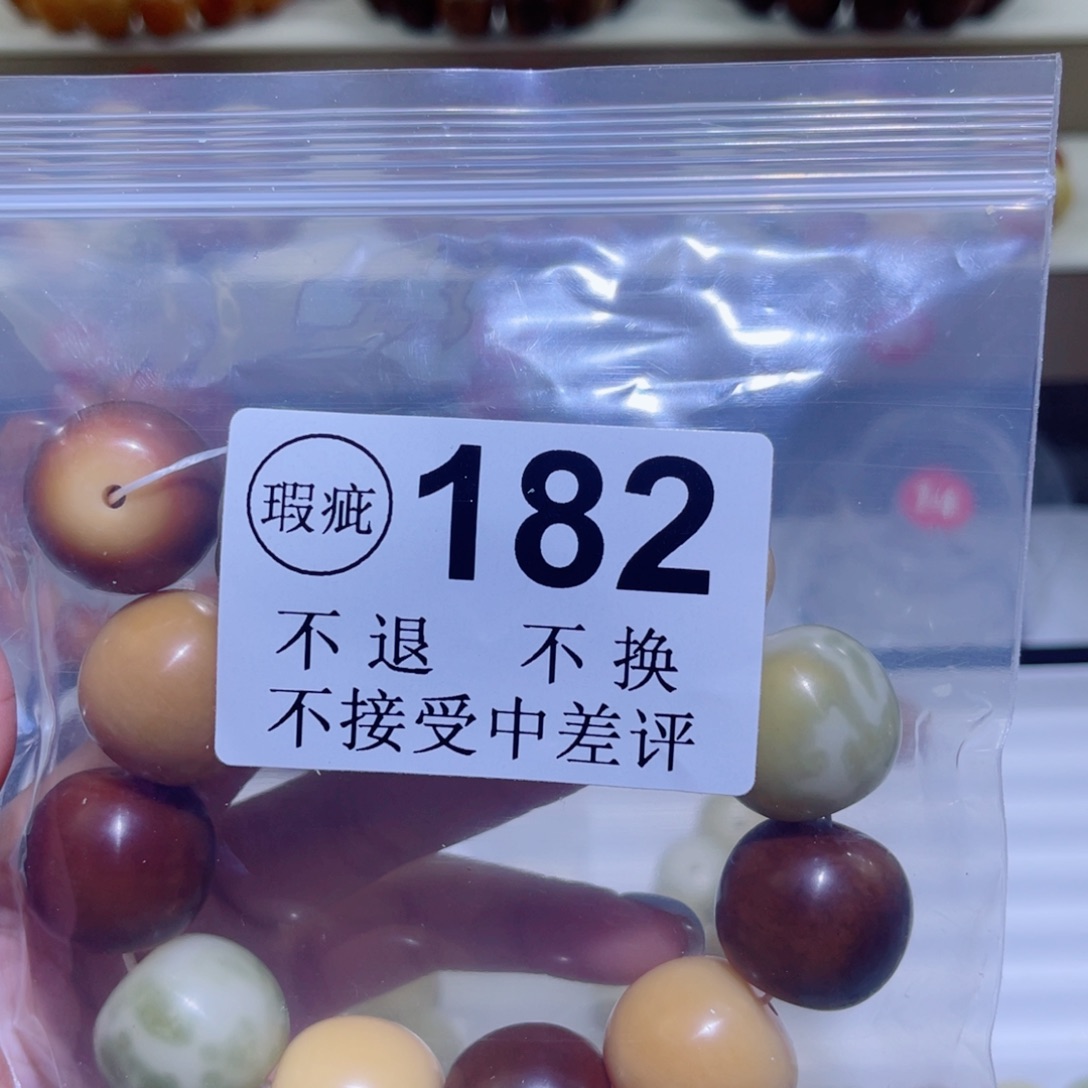 瑕疵 182
不退 不换
不接受中差评